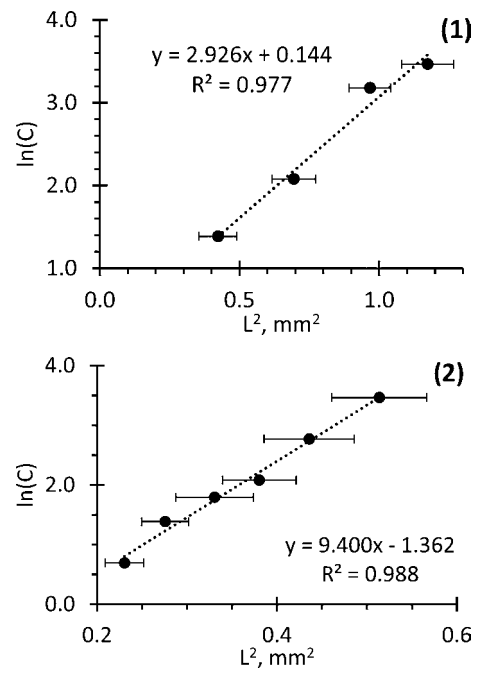 (1)
4.0
y = 2.926x + 0.144
R² = 0.977
3.0
ln(C)
2.0
1.0
0.0 0.5 1.0
L², mm²
(2)
4.0
ln(C)
2.0
y = 9.400x - 1.362
R² = 0.988
0.0
0.2 0.4 0.6
L², mm²